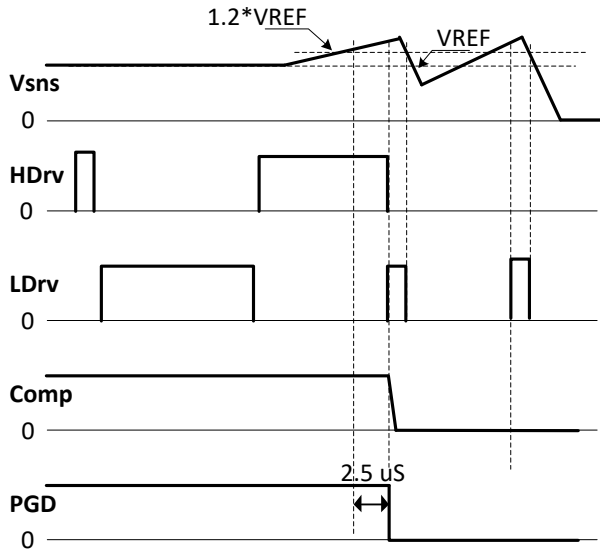 1.2*VREF
VREF
Vsns
0
HDrv
0
LDrv
0
Comp
0
2.5 uS
PGD
0